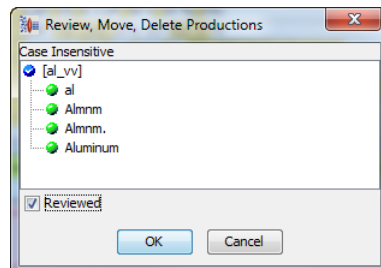 Review, Move, Delete Productions
Case Insensitive
[al_vv]
al
Almnm
Almnm.
Aluminum
Reviewed
OK Cancel